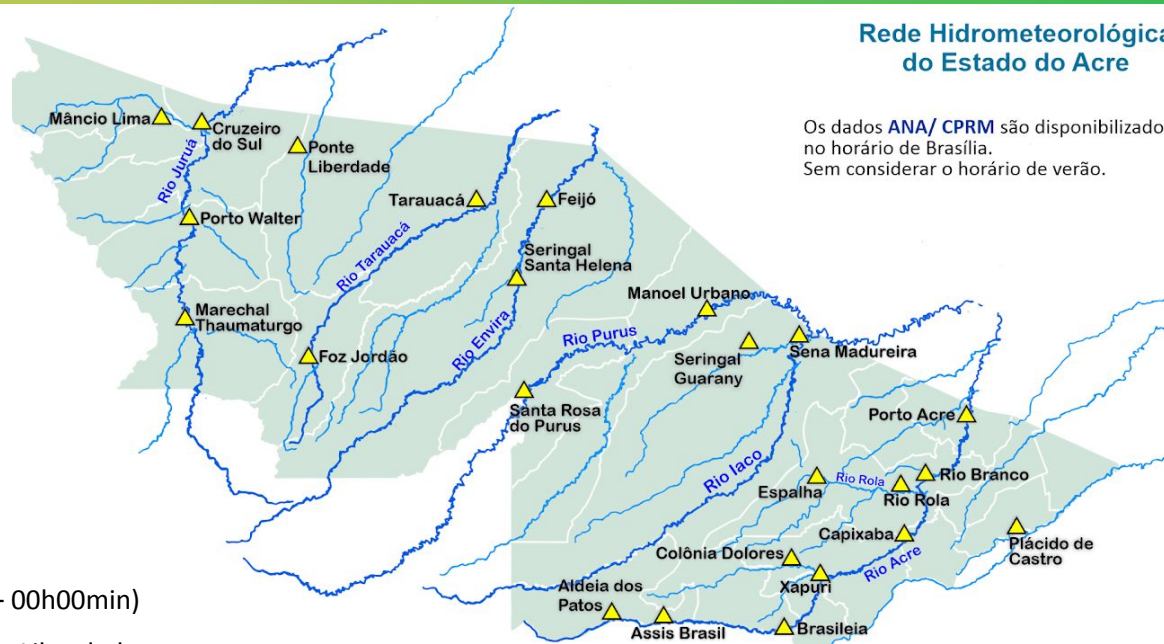 Rede Hidrometeorológica
do Estado do Acre
Os dados ANA/ CPRM são disponibilizado
no horário de Brasília.
Sem considerar o horário de verão.
Mâncio Lima
Cruzeiro
do Sul
Ponte
Liberdade
Rio Juruá
Porto Walter
Tarauacá
Feijó
Rio Tarauacá
Seringal
Santa Helena
Marechal
Thaumaturgo
Foz Jordão
Rio Envira
Manoel Urbano
Rio Purus
Seringal
Guarany
Sena Madureira
Santa Rosa
do Purus
Porto Acre
Rio Iaco
Espalha
Rio Rola
Rio Rola
Rio Branco
Capixaba
Plácido de
Castro
Colônia Dolores
Rio Acre
Xapuri
Aldeia dos
Patos
Assis Brasil
Brasileia
- 00h00min)